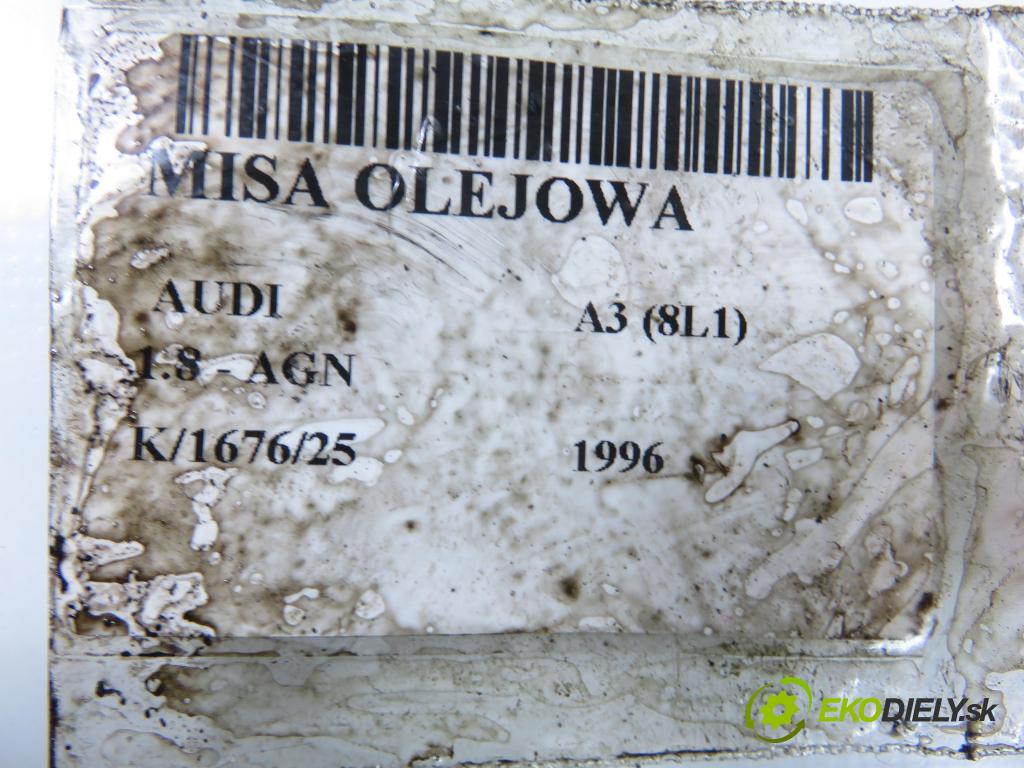 MISA OLEJOWA
AUDI A3 (8L1)
1.8 - AGN
K/1676/25 1996
EKODIELY.sk